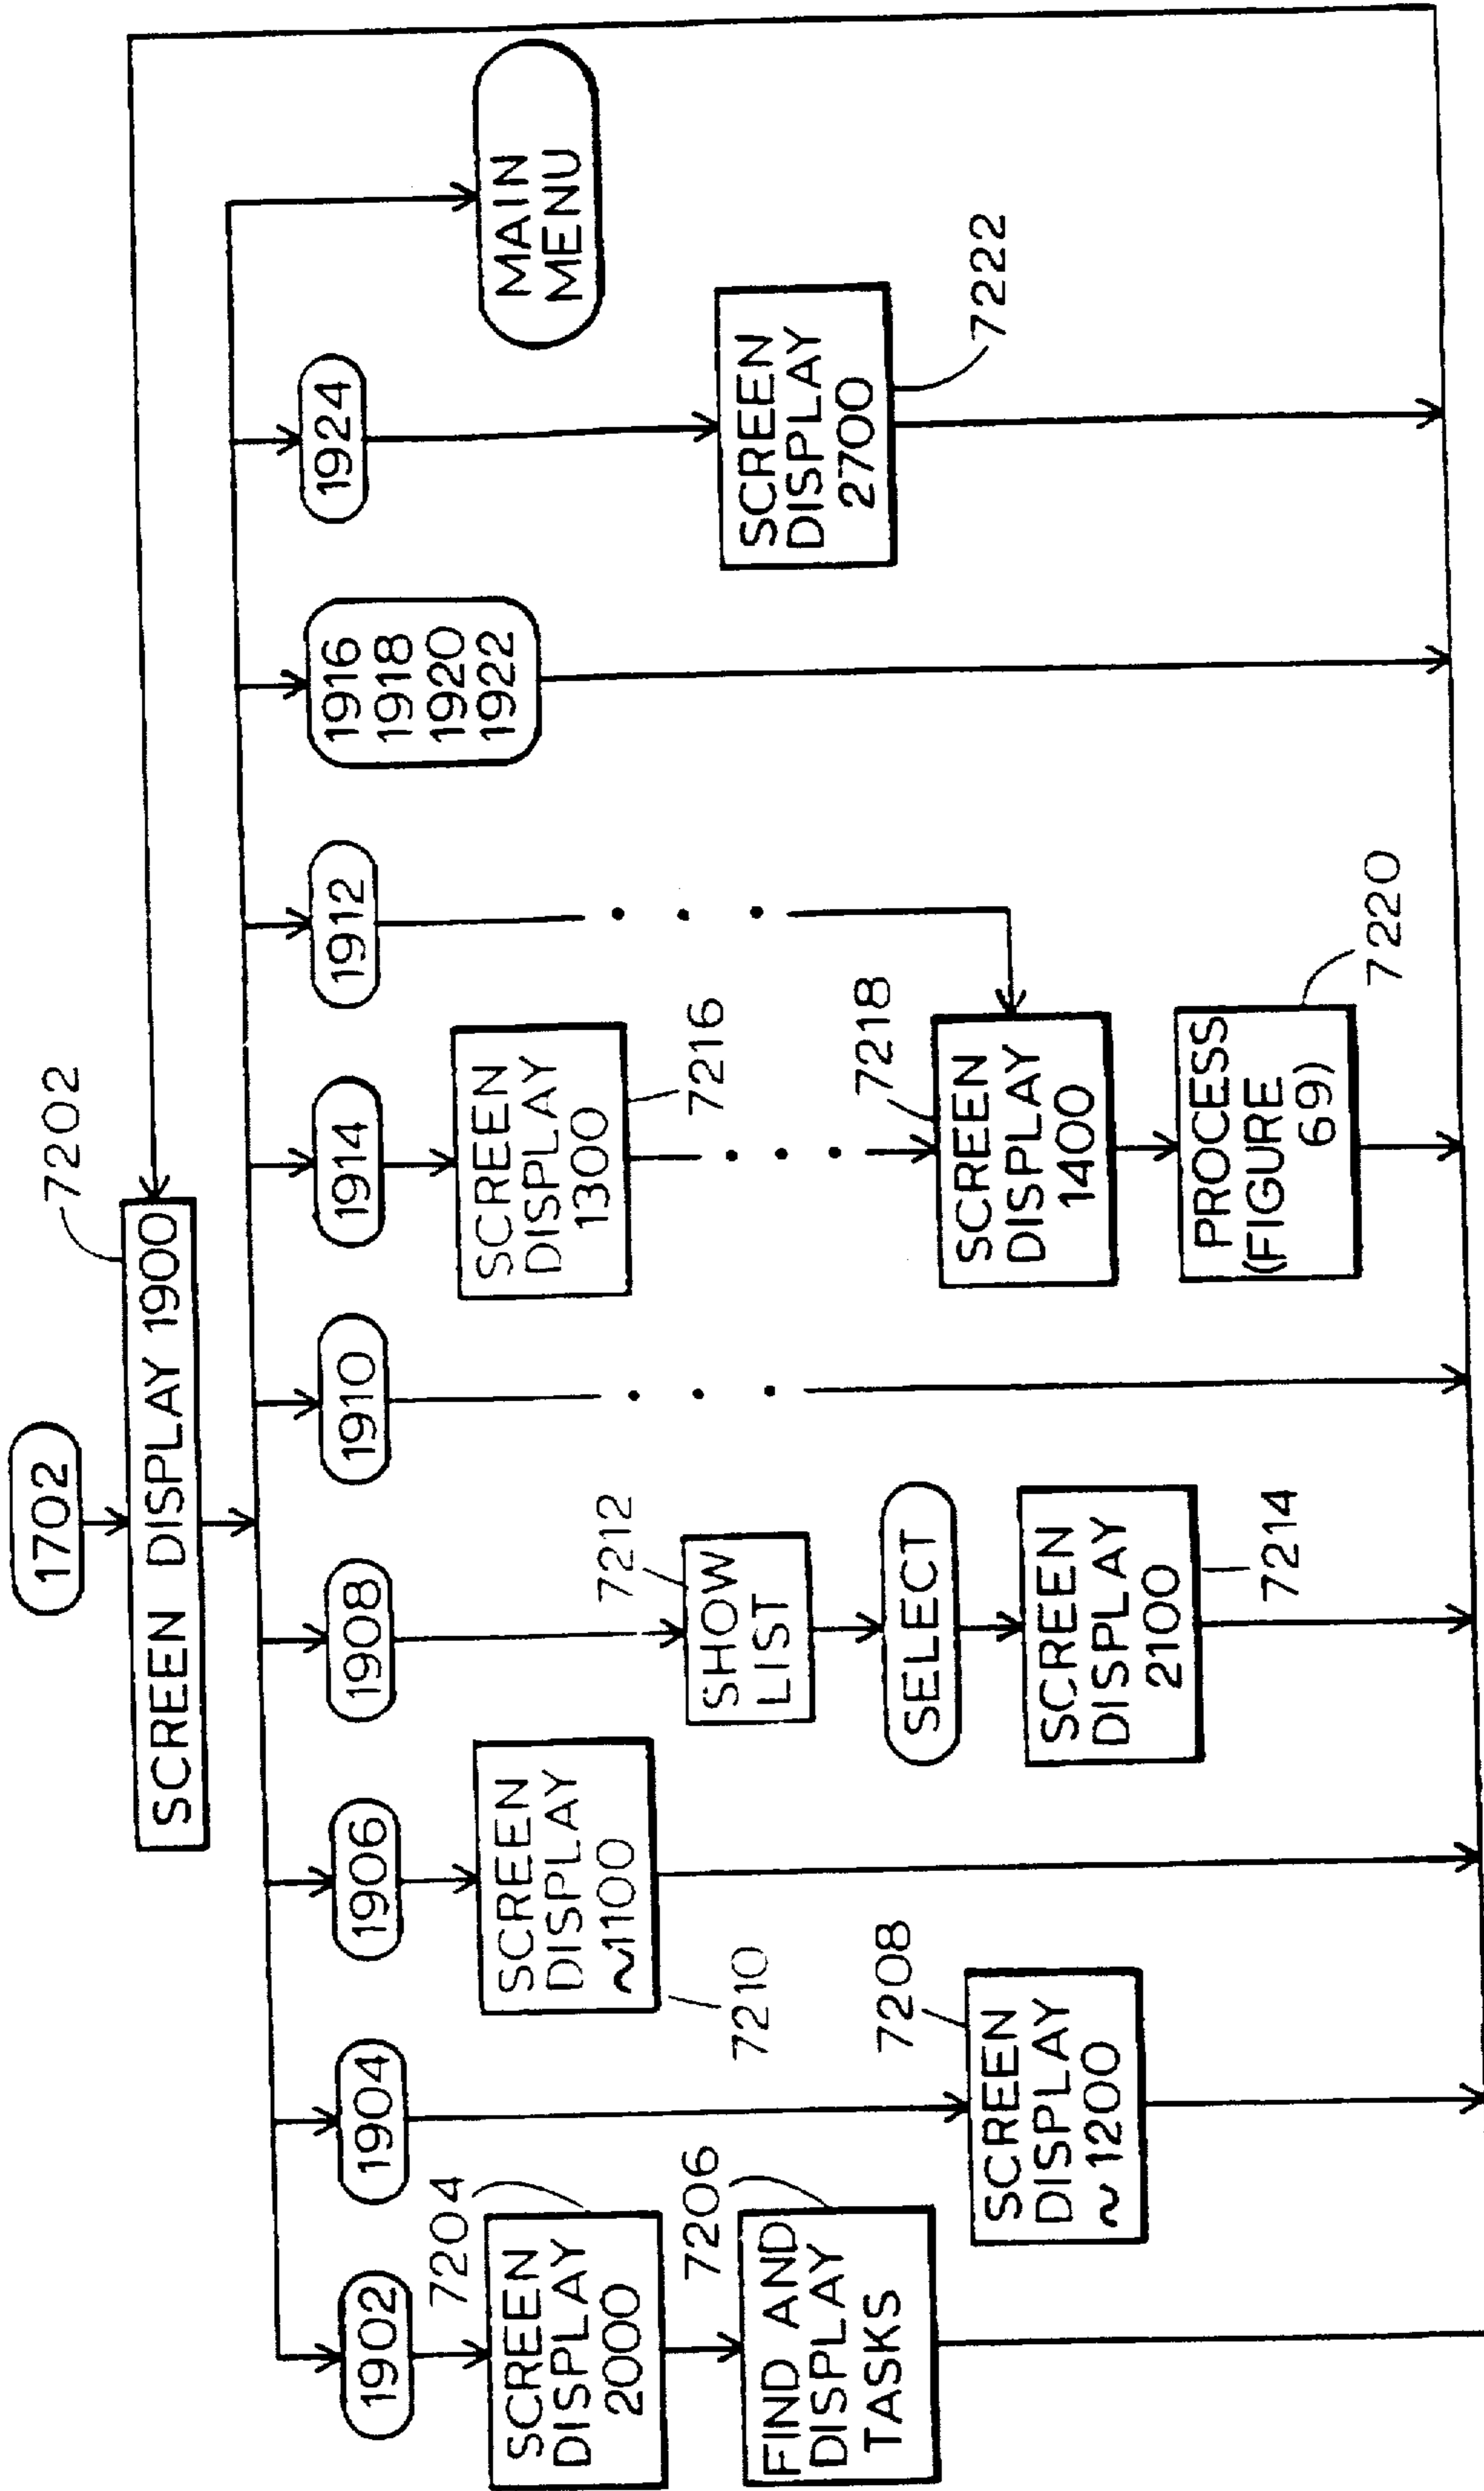 1702
7202
SCREEN DISPLAY 1900
1902
1904
1906
1908
1910
1914
1912
1916
1918
1920
1922
1924
MAIN
MENU
7204
SCREEN
DISPLAY
2000
7206
FIND AND
DISPLAY
TASKS
7208
SCREEN
DISPLAY
~1200
SCREEN
DISPLAY
~1100
7210
7212
SHOW
LIST
SELECT
SCREEN
DISPLAY
2100
7214
SCREEN
DISPLAY
1300
7216
7218
SCREEN
DISPLAY
1400
PROCESS
(FIGURE
69)
7220
SCREEN
DISPLAY
2700
7222